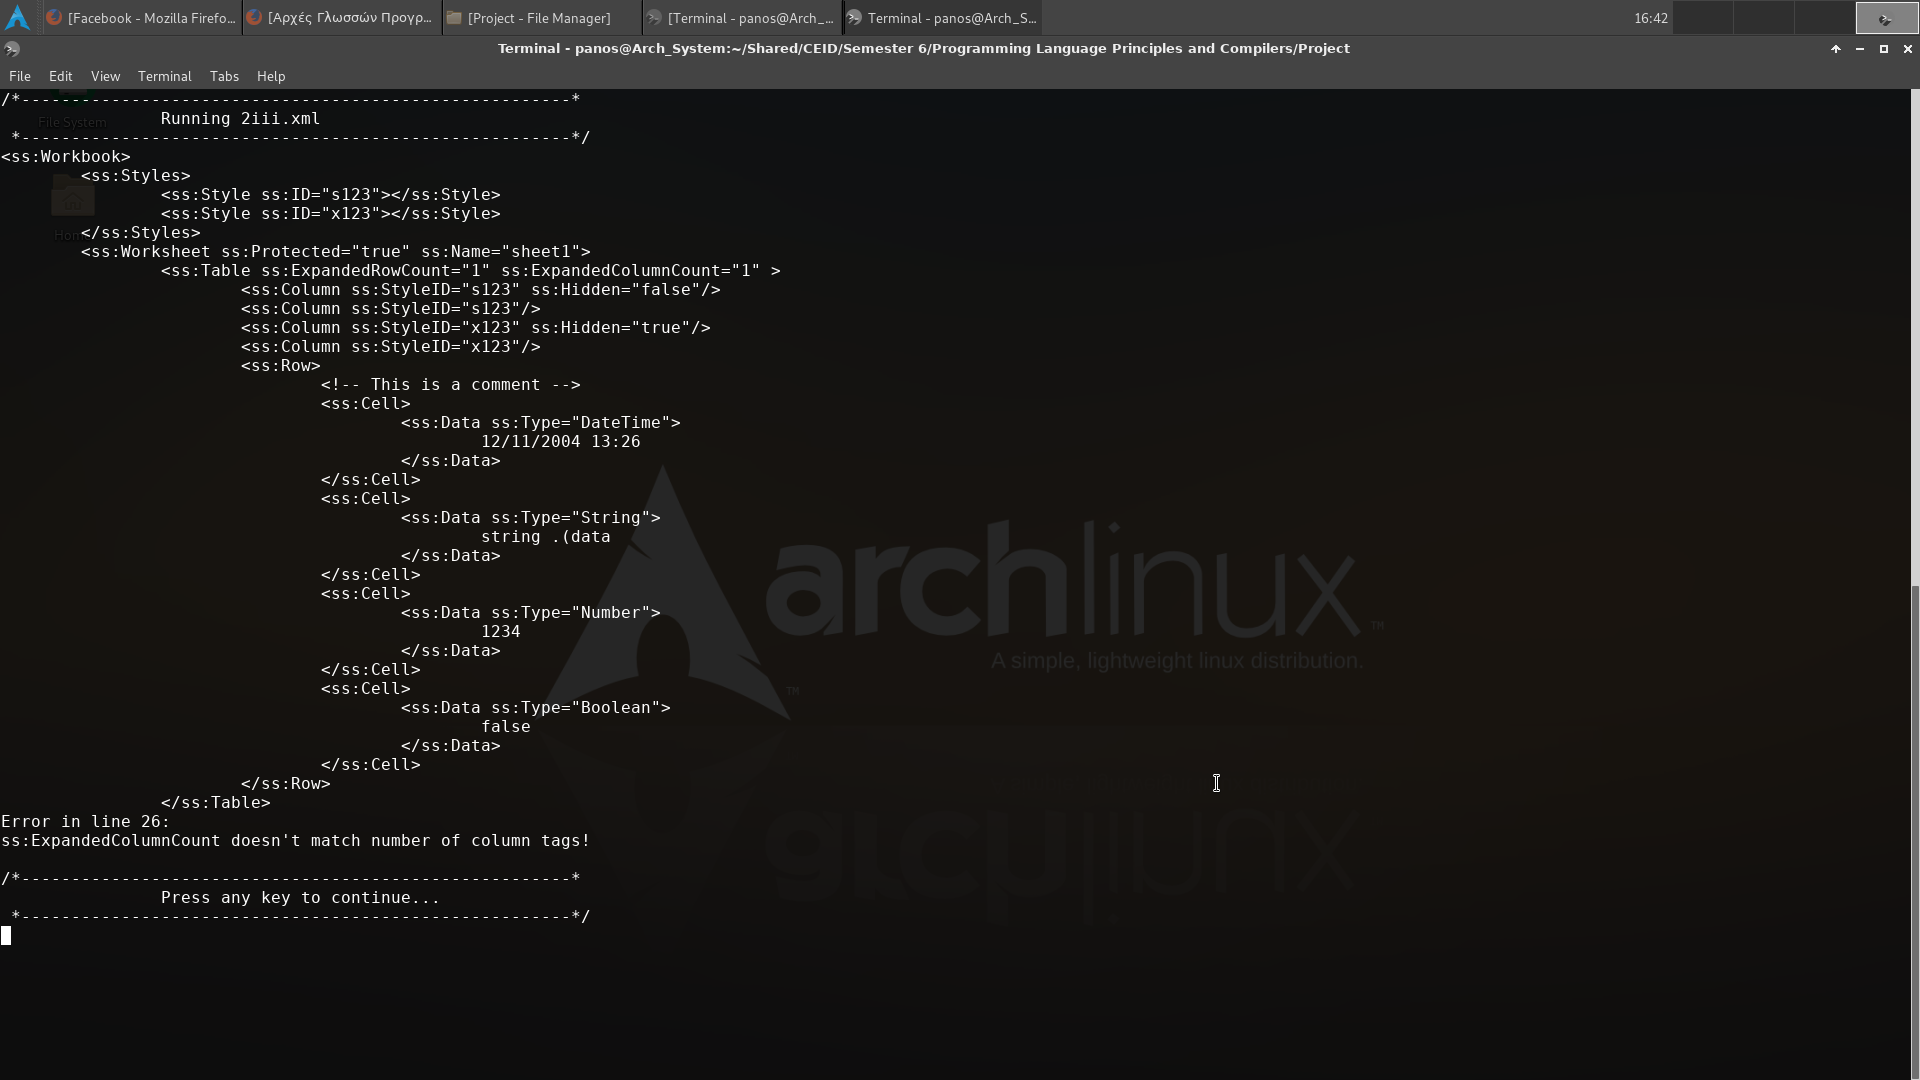 [Facebook - Mozilla Firefo... [Αρχές Γλωσσών Προγρ... [Project - File Manager] [Terminal - panos@Arch_... Terminal - panos@Arch_S... 16:42
Terminal - panos@Arch_System:~/Shared/CEID/Semester 6/Programming Language Principles and Compilers/Project
File Edit View Terminal Tabs Help
/*-------------------------------------------------------*
File System
Running 2iii.xml
*--------------------------------------------------------*/
<ss:Workbook>
<ss:Styles>
<ss:Style ss:ID="s123"></ss:Style>
<ss:Style ss:ID="x123"></ss:Style>
Home
</ss:Styles>
<ss:Worksheet ss:Protected="true" ss:Name="sheet1">
<ss:Table ss:ExpandedRowCount="1" ss:ExpandedColumnCount="1" >
<ss:Column ss:StyleID="s123" ss:Hidden="false"/>
<ss:Column ss:StyleID="s123"/>
<ss:Column ss:StyleID="x123" ss:Hidden="true"/>
<ss:Column ss:StyleID="x123"/>
<ss:Row>
<!-- This is a comment -->
<ss:Cell>
<ss:Data ss:Type="DateTime">
12/11/2004 13:26
</ss:Data>
</ss:Cell>
<ss:Cell>
<ss:Data ss:Type="String">
string .(data
</ss:Data>
</ss:Cell>
<ss:Cell>
<ss:Data ss:Type="Number">
1234
</ss:Data>
</ss:Cell>
<ss:Cell>
<ss:Data ss:Type="Boolean">
false
</ss:Data>
</ss:Cell>
</ss:Row>
</ss:Table>
Error in line 26:
ss:ExpandedColumnCount doesn't match number of column tags!
/*-------------------------------------------------------*
Press any key to continue...
*--------------------------------------------------------*/
archlinux ™
A simple, lightweight linux distribution.
™